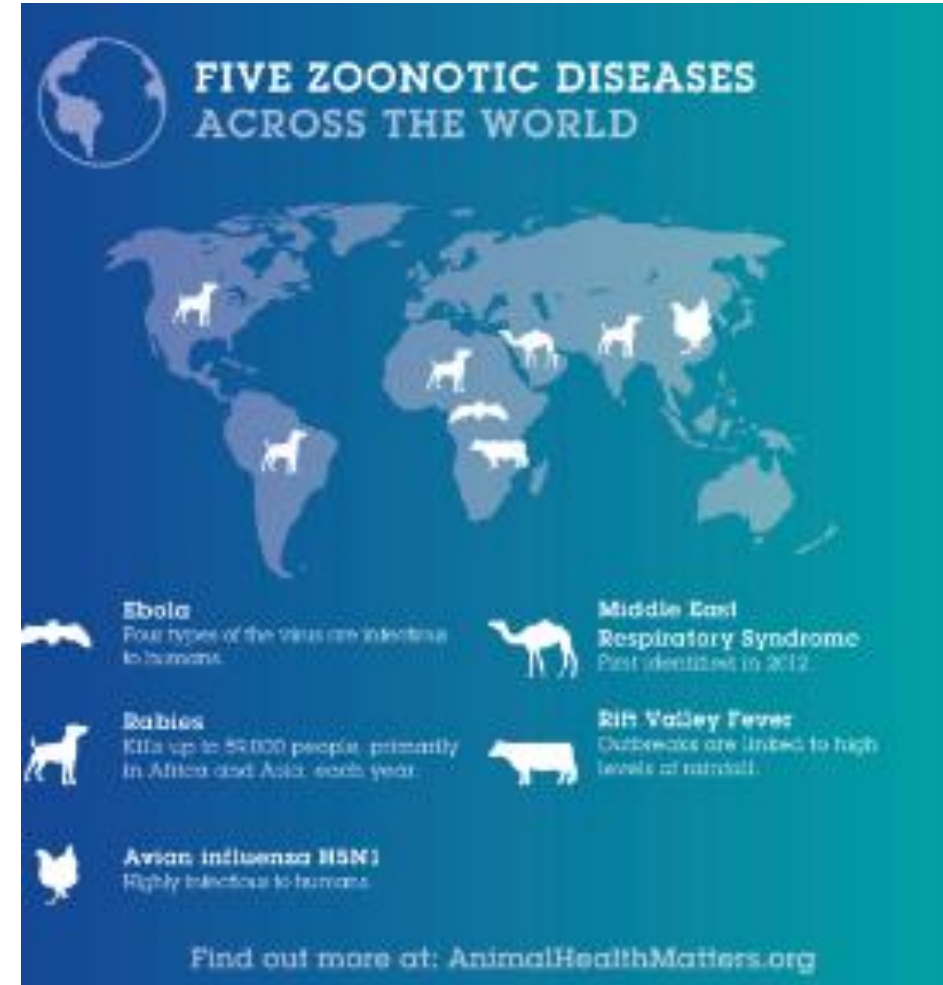 FIVE ZOONOTIC DISEASES
ACROSS THE WORLD
Ebola
Four types of the virus are infectious
to humans.
Middle East
Respiratory Syndrome
First identified in 2012
Rabies
Kills up to 59,000 people, primarily
in Africa and Asia, each year.
Rift Valley Fever
Outbreaks are linked to high
levels of rainfall.
Avian influenza H5N1
Highly infectious to humans
Find out more at: AnimalHealthMatters.org